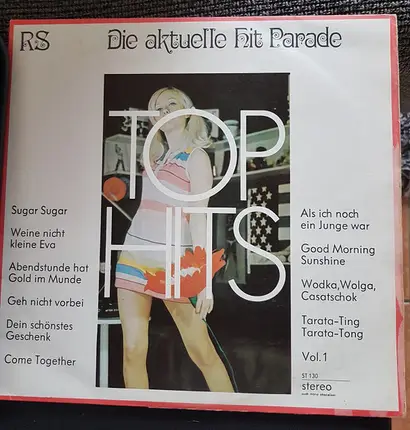 RS
Die aktuelle Hit Parade
TOP
HITS
Sugar Sugar
Weine nicht
kleine Eva
Abendstunde hat
Gold im Munde
Geh nicht vorbei
Dein schönstes
Geschenk
Come Together
Als ich noch
ein Junge war
Good Morning
Sunshine
Wodka, Wolga,
Casatschok
Tarata-Ting
Tarata-Tong
Vol. 1
ST 130
stereo